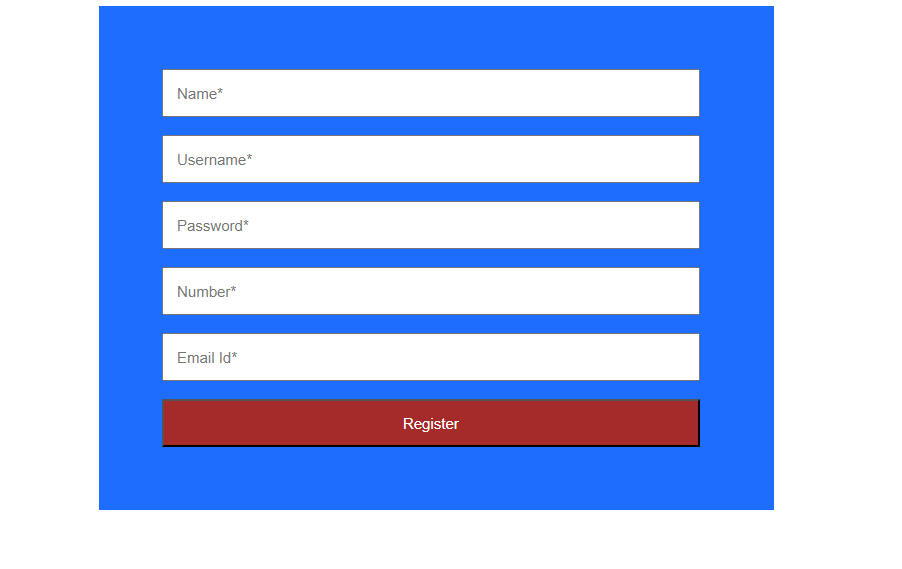 Name*
Username*
Password*
Number*
Email Id*
Register